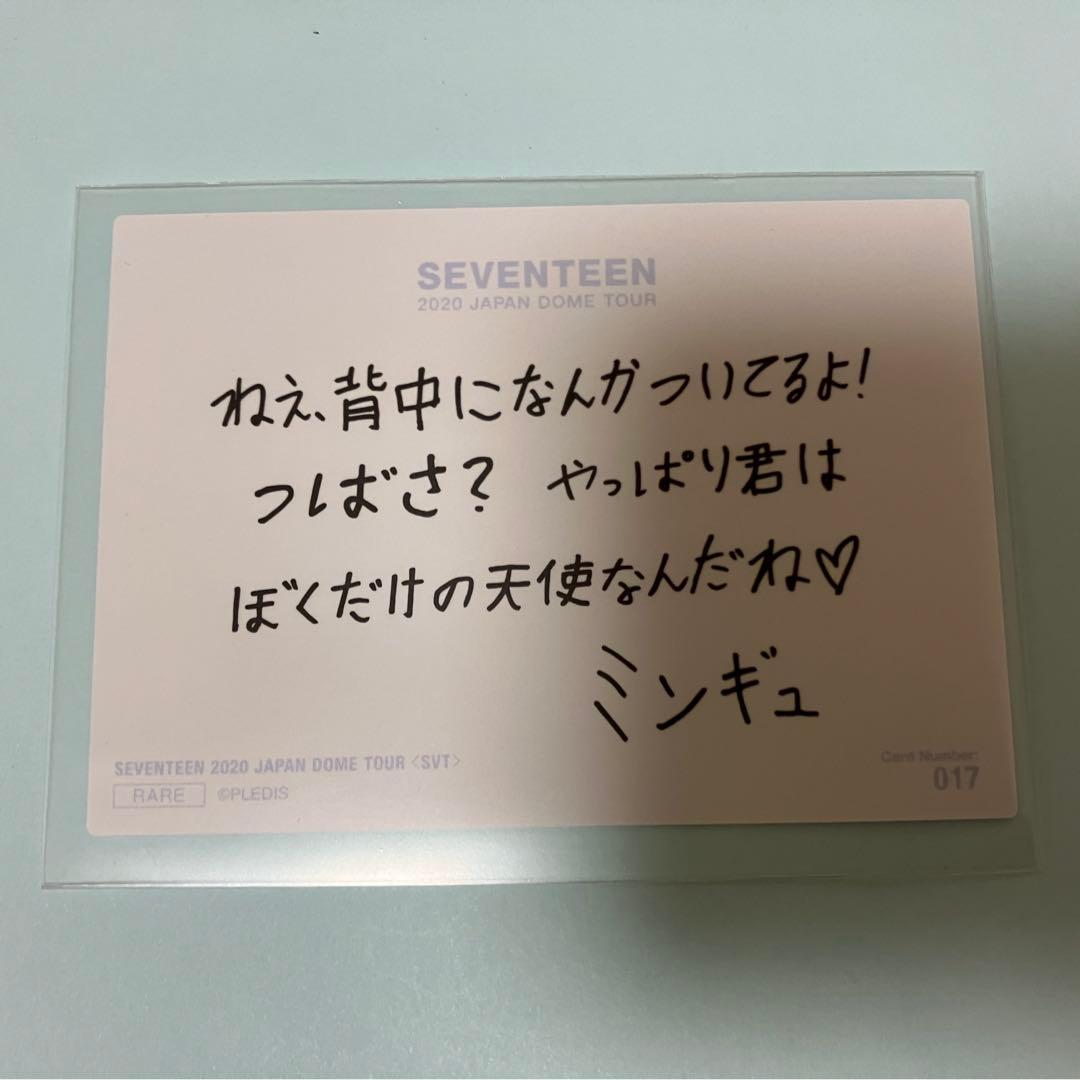 SEVENTEEN
2020 JAPAN DOME TOUR
ねえ、背中になんかついてるよ!
つばさ? やっぱり君は
ぼくだけの天使なんだね♡
ミンギュ
SEVENTEEN 2020 JAPAN DOME TOUR <SVT>
RARE ©PLEDIS
Card Number:
017